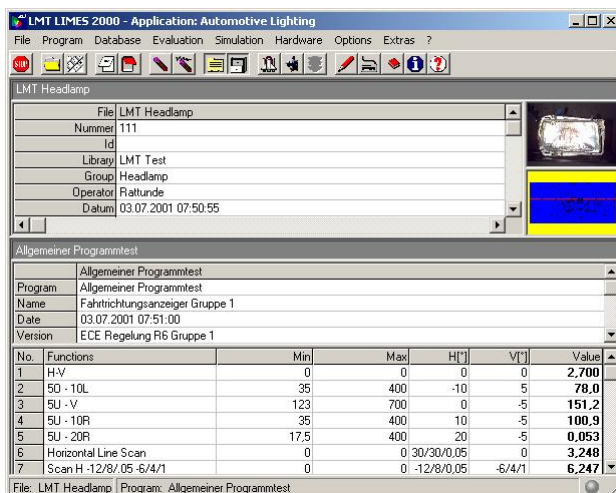 LMT LIMES 2000 - Application: Automotive Lighting
File Program Database Evaluation Simulation Hardware Options Extras ?
STOP
LMT Headlamp
File LMT Headlamp
Nummer 111
Id
Library LMT Test
Group Headlamp
Operator Rattunde
Datum 03.07.2001 07:50:55
Allgemeiner Programmtest
Allgemeiner Programmtest
Program Allgemeiner Programmtest
Name Fahrtrichtungsanzeiger Gruppe 1
Date 03.07.2001 07:51:00
Version ECE Regelung R6 Gruppe 1
No. Functions Min Max H[°] V[°] Value
1 H-V 0 0 0 0 2,700
2 5O - 10L 35 400 -10 5 78,0
3 5U - V 123 700 0 -5 151,2
4 5U - 10R 35 400 10 -5 100,9
5 5U - 20R 17,5 400 20 -5 0,053
6 Horizontal Line Scan 0 0 30/30/0,05 0 3,248
7 Scan H -12/8/.05 -6/4/1 0 0 -12/8/0,05 -6/4/1 6,247
File: LMT Headlamp Program: Allgemeiner Programmtest